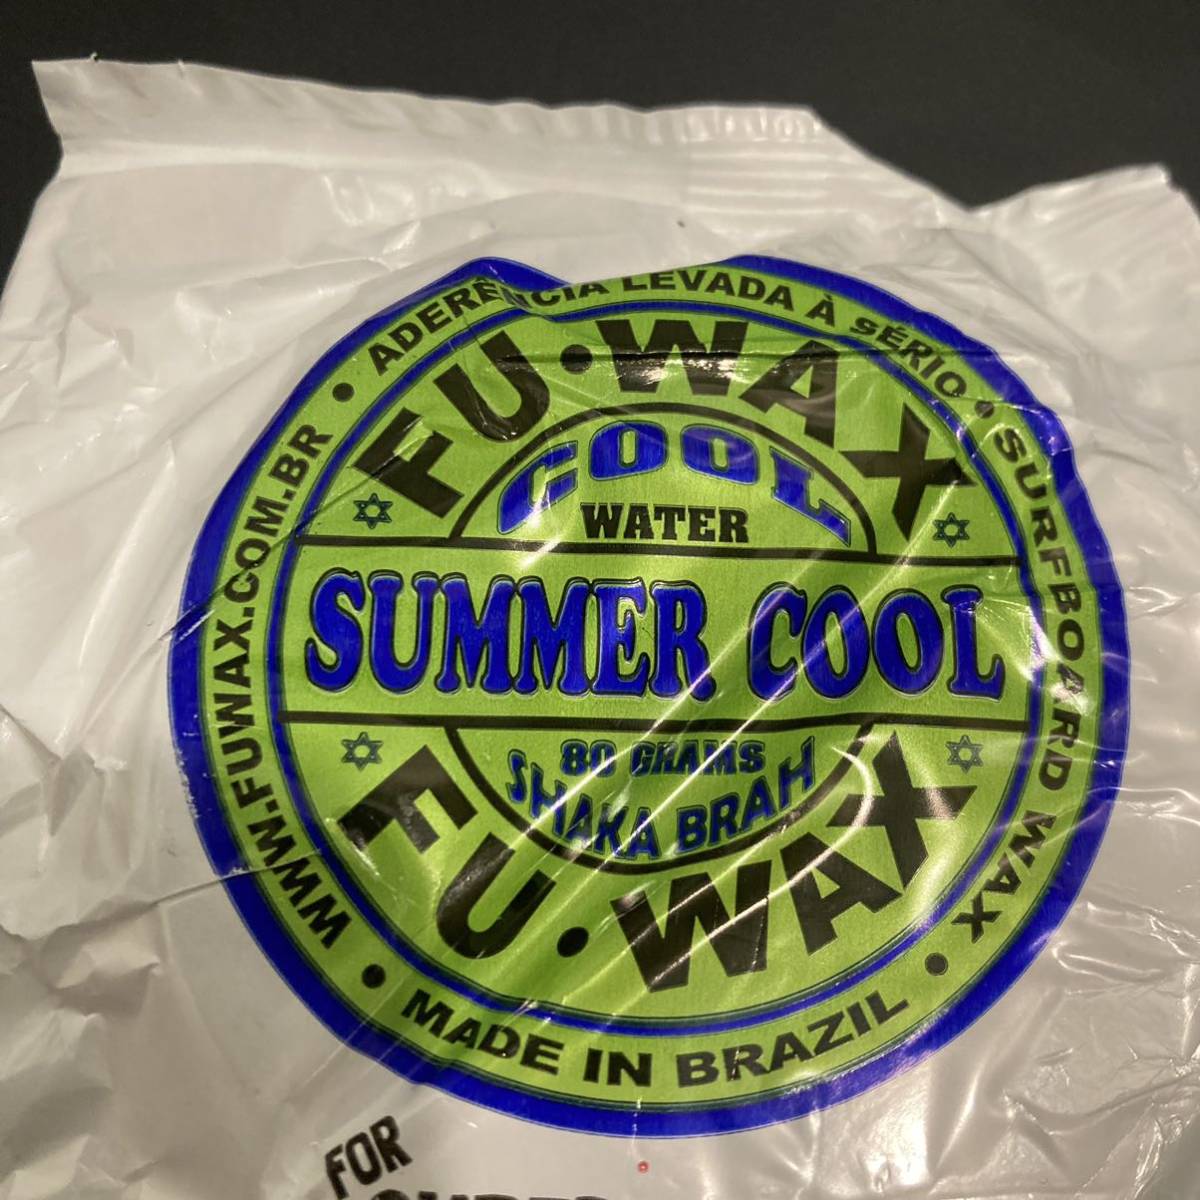 ADERÊNCIA LEVADA À SÉRIO • SURFBOARD WAX • MADE IN BRAZIL • WWW.FUWAX.COM.BR •
FU•WAX
COOL
WATER
SUMMER COOL
80 GRAMS
SHAKA BRAH
FU•WAX
FOR